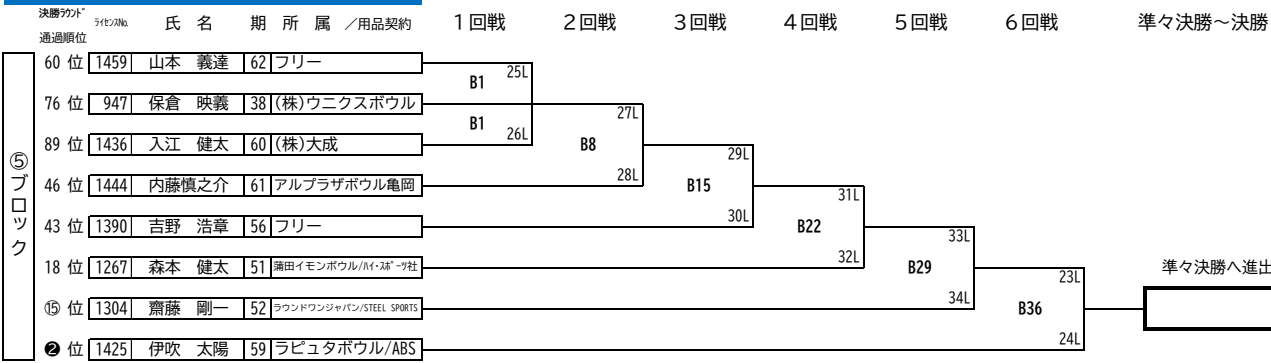 決勝ラウンド
通過順位 ライセンスNo. 氏 名 期 所 属 /用品契約 1回戦 2回戦 3回戦 4回戦 5回戦 6回戦 準々決勝~決勝
⑤ブロック
60 位 1459 山本 義達 62 フリー
B1 25L
76 位 947 保倉 映義 38 (株)ウニクスボウル
27L
B1 26L
89 位 1436 入江 健太 60 (株)大成
B8
29L
46 位 1444 内藤慎之介 61 アルプラザボウル亀岡
28L
B15
31L
43 位 1390 吉野 浩章 56 フリー
30L
B22
33L
18 位 1267 森本 健太 51 蒲田イモンボウル/ハイ・スポーツ社
32L
B29
23L
準々決勝へ進出
⑮ 位 1304 齋藤 剛一 52 ラウンドワンジャパン/STEEL SPORTS
34L
B36
❷ 位 1425 伊吹 太陽 59 ラピュタボウル/ABS
24L